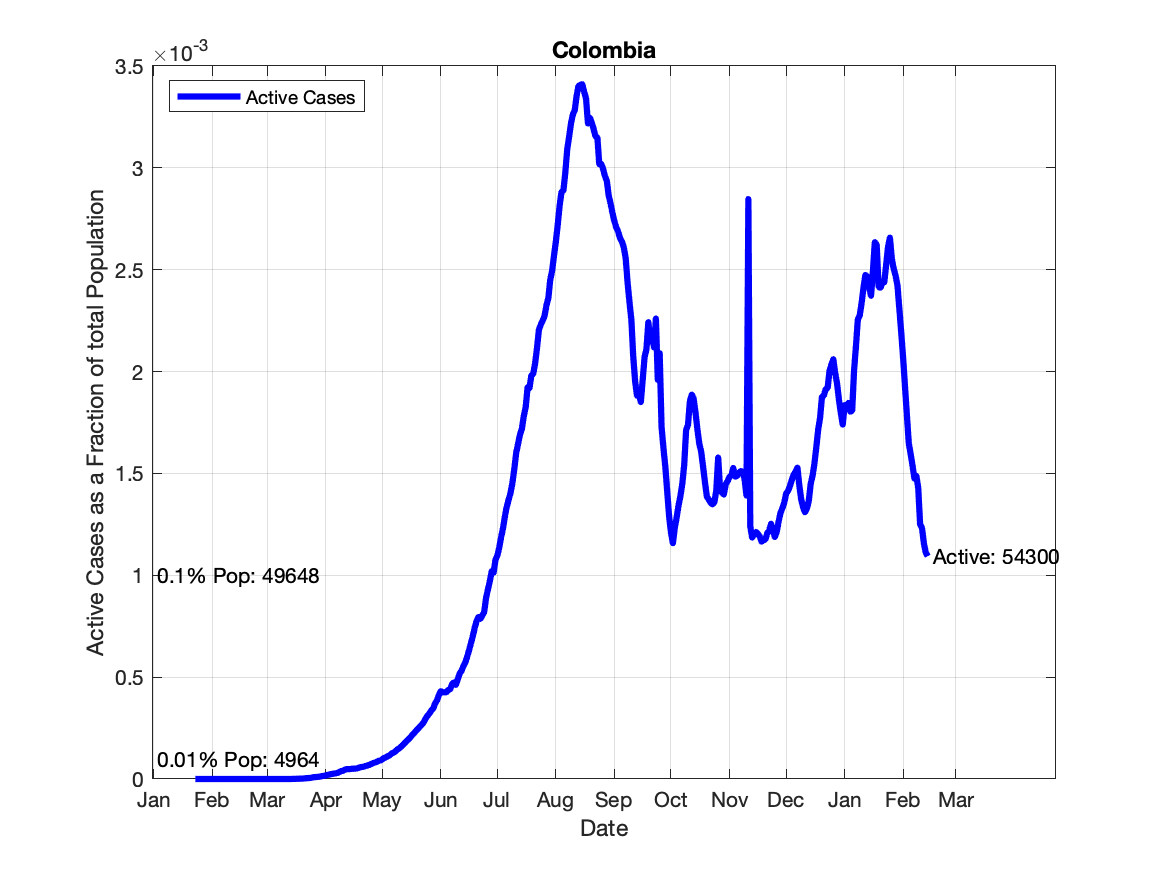 Colombia
×10-3
3.5
3
2.5
2
1.5
1
0.5
0
Active Cases
Active Cases as a Fraction of total Population
0.1% Pop: 49648
0.01% Pop: 4964
Active: 54300
Jan Feb Mar Apr May Jun Jul Aug Sep Oct Nov Dec Jan Feb Mar
Date